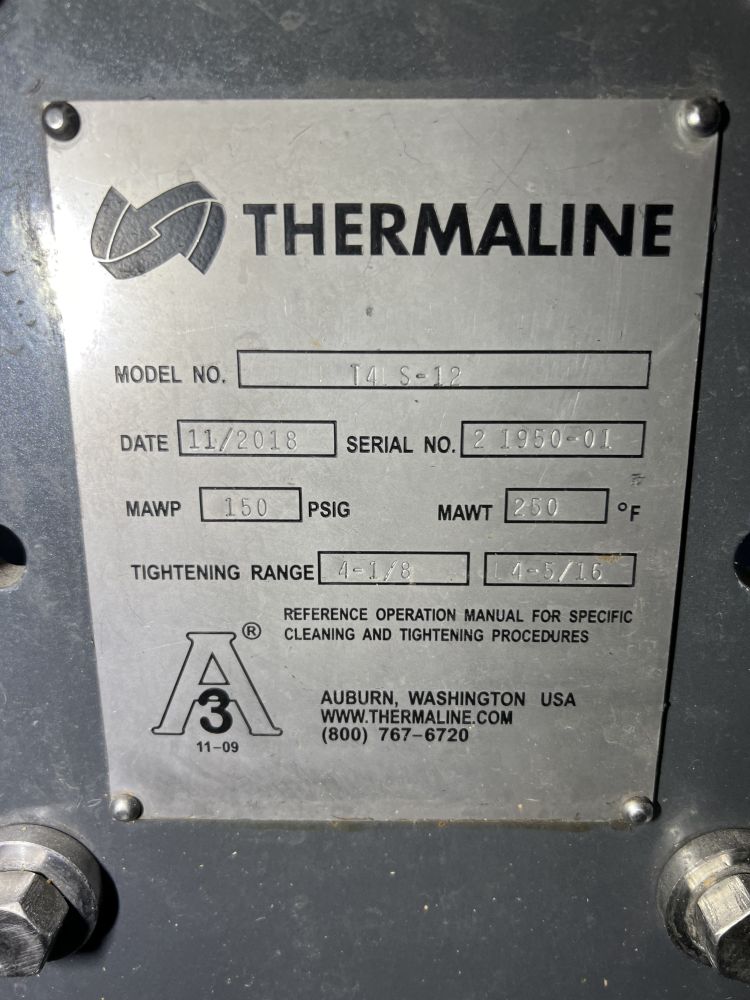 THERMALINE
MODEL NO. T4 S-12
DATE 11/2018 SERIAL NO. 2 1950-01
MAWP 150 PSIG MAWT 250 °F
TIGHTENING RANGE 4-1/8 4-5/16
REFERENCE OPERATION MANUAL FOR SPECIFIC
CLEANING AND TIGHTENING PROCEDURES
A®
3
11-09
AUBURN, WASHINGTON USA
WWW.THERMALINE.COM
(800) 767-6720